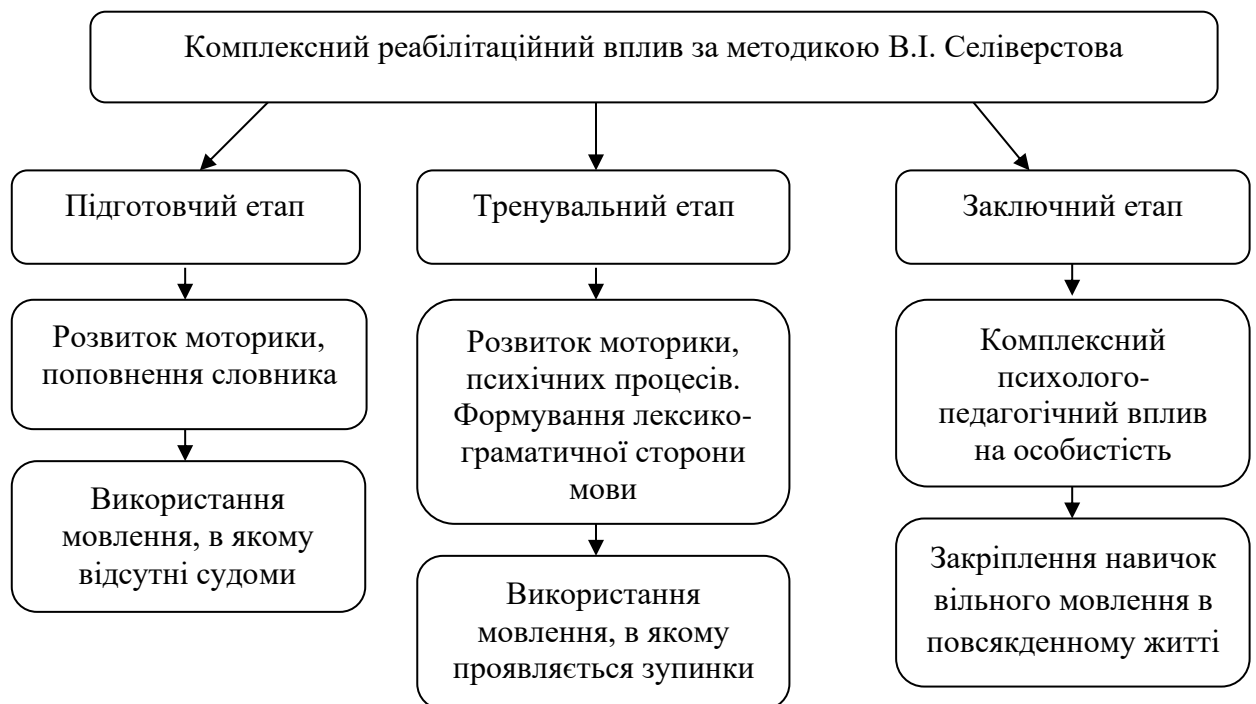 Комплексний реабілітаційний вплив за методикою В.І. Селіверстова
Підготовчий етап
Тренувальний етап
Заключний етап
Розвиток моторики,
поповнення словника
Розвиток моторики,
психічних процесів.
Формування лексико-
граматичної сторони
мови
Комплексний
психолого-
педагогічний вплив
на особистість
Використання
мовлення, в якому
відсутні судоми
Використання
мовлення, в якому
проявляється зупинки
Закріплення навичок
вільного мовлення в
повсякденному житті